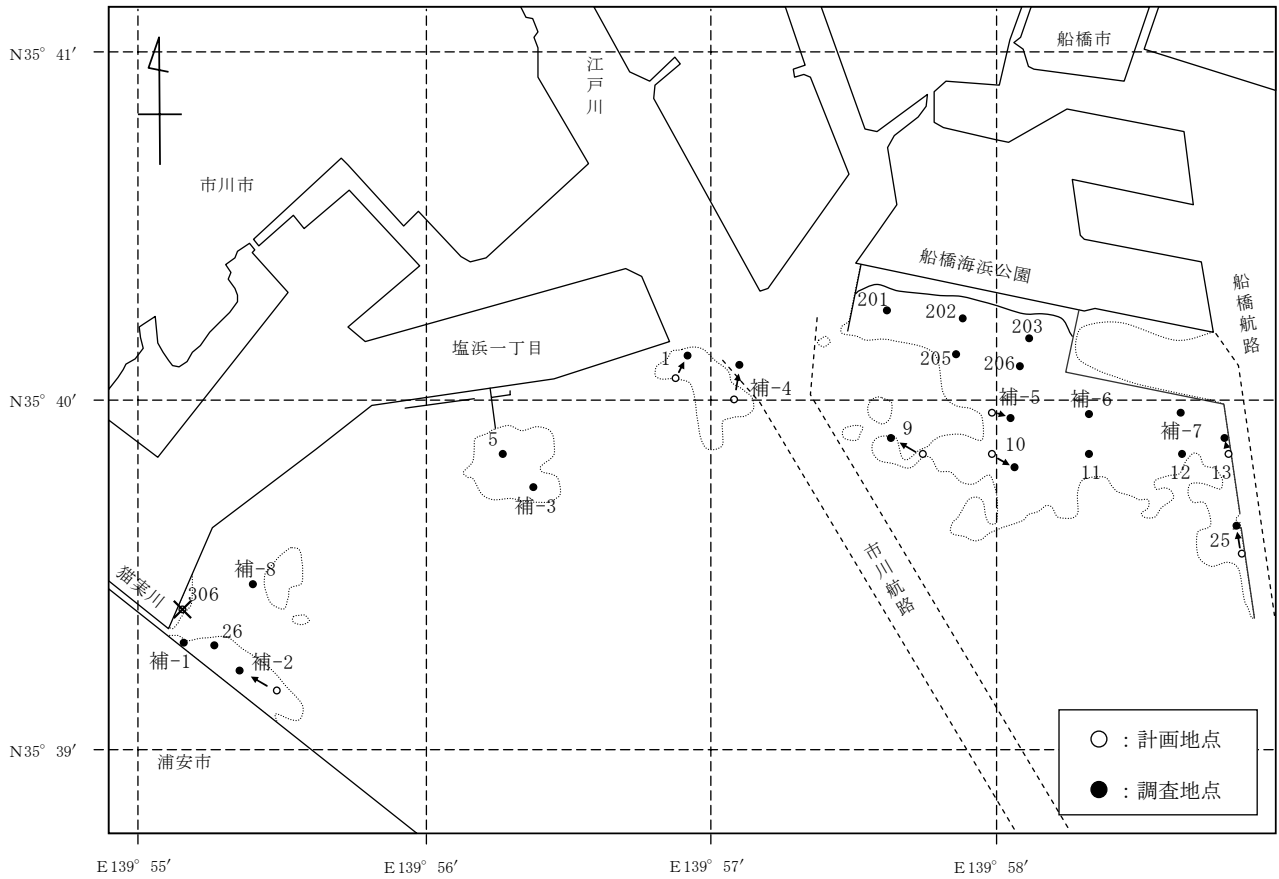 N35° 41′
船橋市
江戸川
市川市
船橋海浜公園
船橋航路
201
202
203
塩浜一丁目
1
205
206
補-4
N35° 40′
補-5
補-6
補-7
5
9
10
11
12
13
補-3
25
市川航路
補-8
猫実川
306
26
補-1
補-2
N35° 39′
浦安市
○ : 計画地点
● : 調査地点
E139° 55′
E139° 56′
E139° 57′
E139° 58′